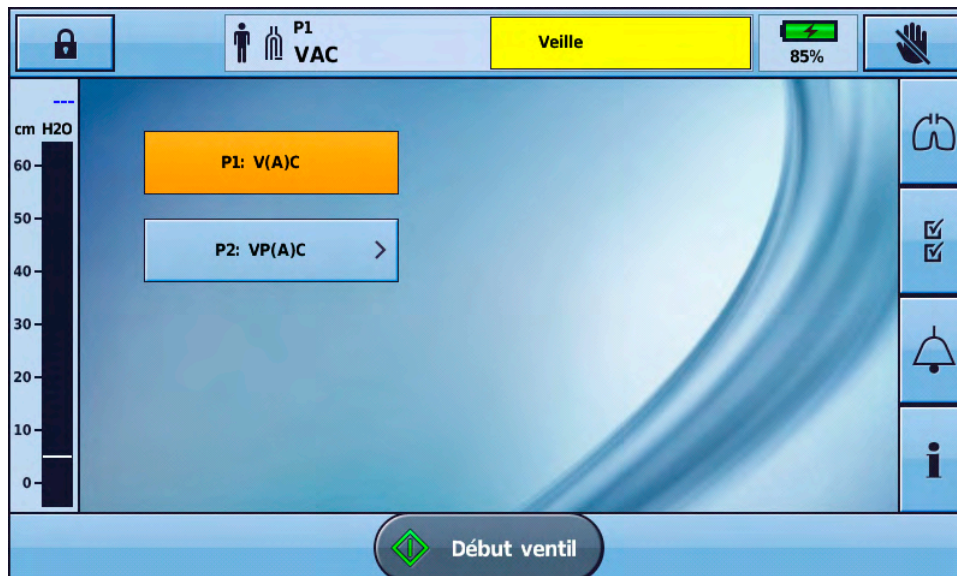 P1
VAC
Veille
85%
---
cm H2O
60
50
40
30
20
10
0
P1: V(A)C
P2: VP(A)C
Début ventil